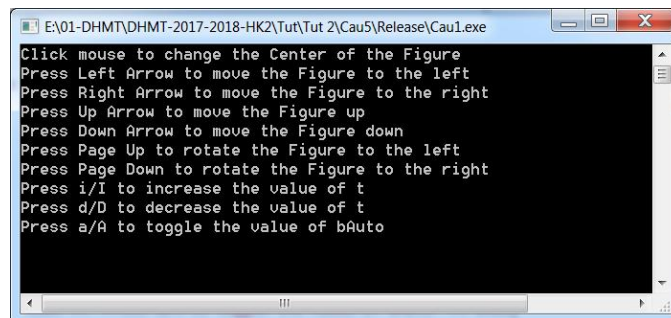 E:\01-DHMT\DHMT-2017-2018-HK2\Tut\Tut 2\Cau5\Release\Cau1.exe
Click mouse to change the Center of the Figure
Press Left Arrow to move the Figure to the left
Press Right Arrow to move the Figure to the right
Press Up Arrow to move the Figure up
Press Down Arrow to move the Figure down
Press Page Up to rotate the Figure to the left
Press Page Down to rotate the Figure to the right
Press i/I to increase the value of t
Press d/D to decrease the value of t
Press a/A to toggle the value of bAuto